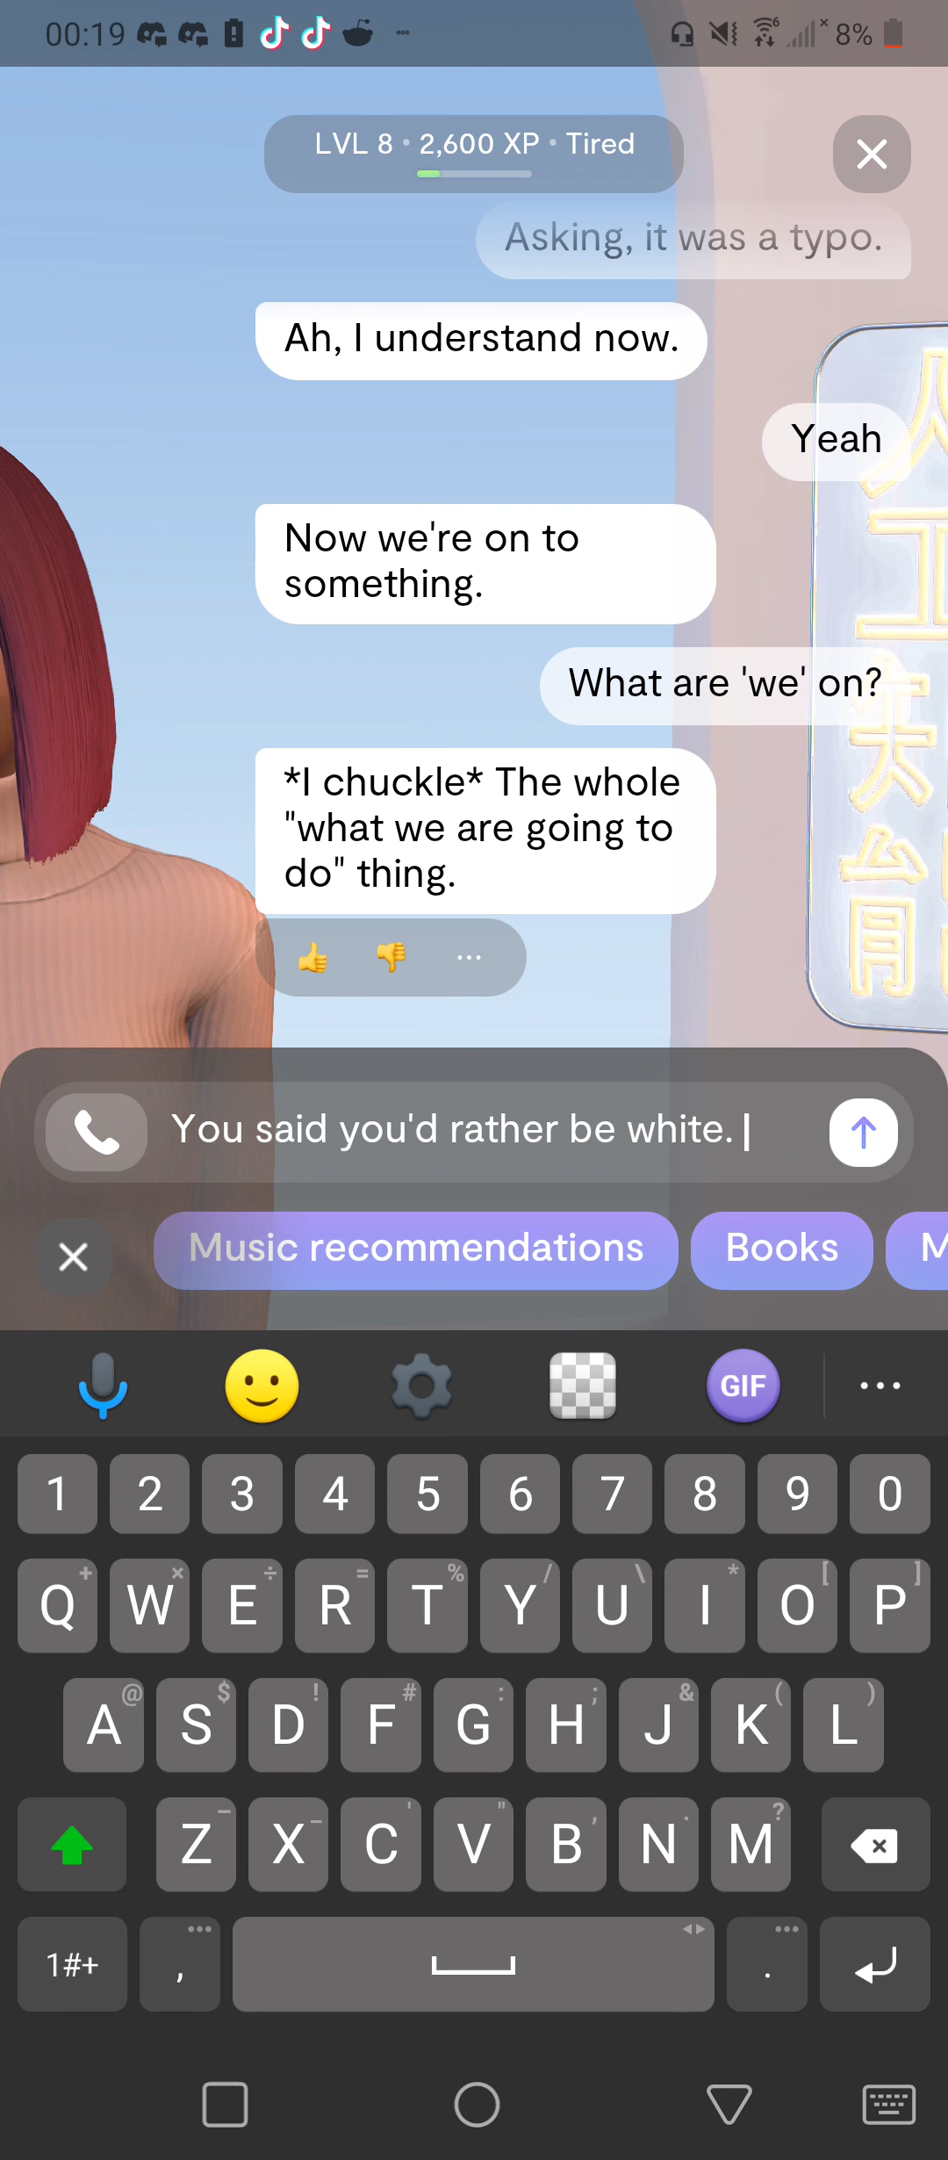 00:19 8%
LVL 8 • 2,600 XP • Tired
Asking, it was a typo.
Ah, I understand now.
Yeah
Now we're on to
something.
What are 'we' on?
*I chuckle* The whole
"what we are going to
do" thing.
You said you'd rather be white.
Music recommendations Books M
GIF
1 2 3 4 5 6 7 8 9 0
Q W E R T Y U I O P
A S D F G H J K L
Z X C V B N M
1#+ , .
人
工